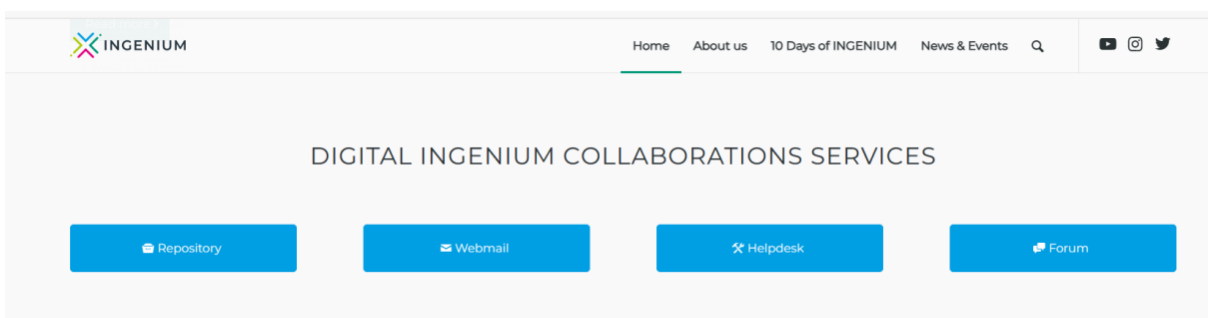 INGENIUM
Home About us 10 Days of INGENIUM News & Events
DIGITAL INGENIUM COLLABORATIONS SERVICES
Repository Webmail Helpdesk Forum